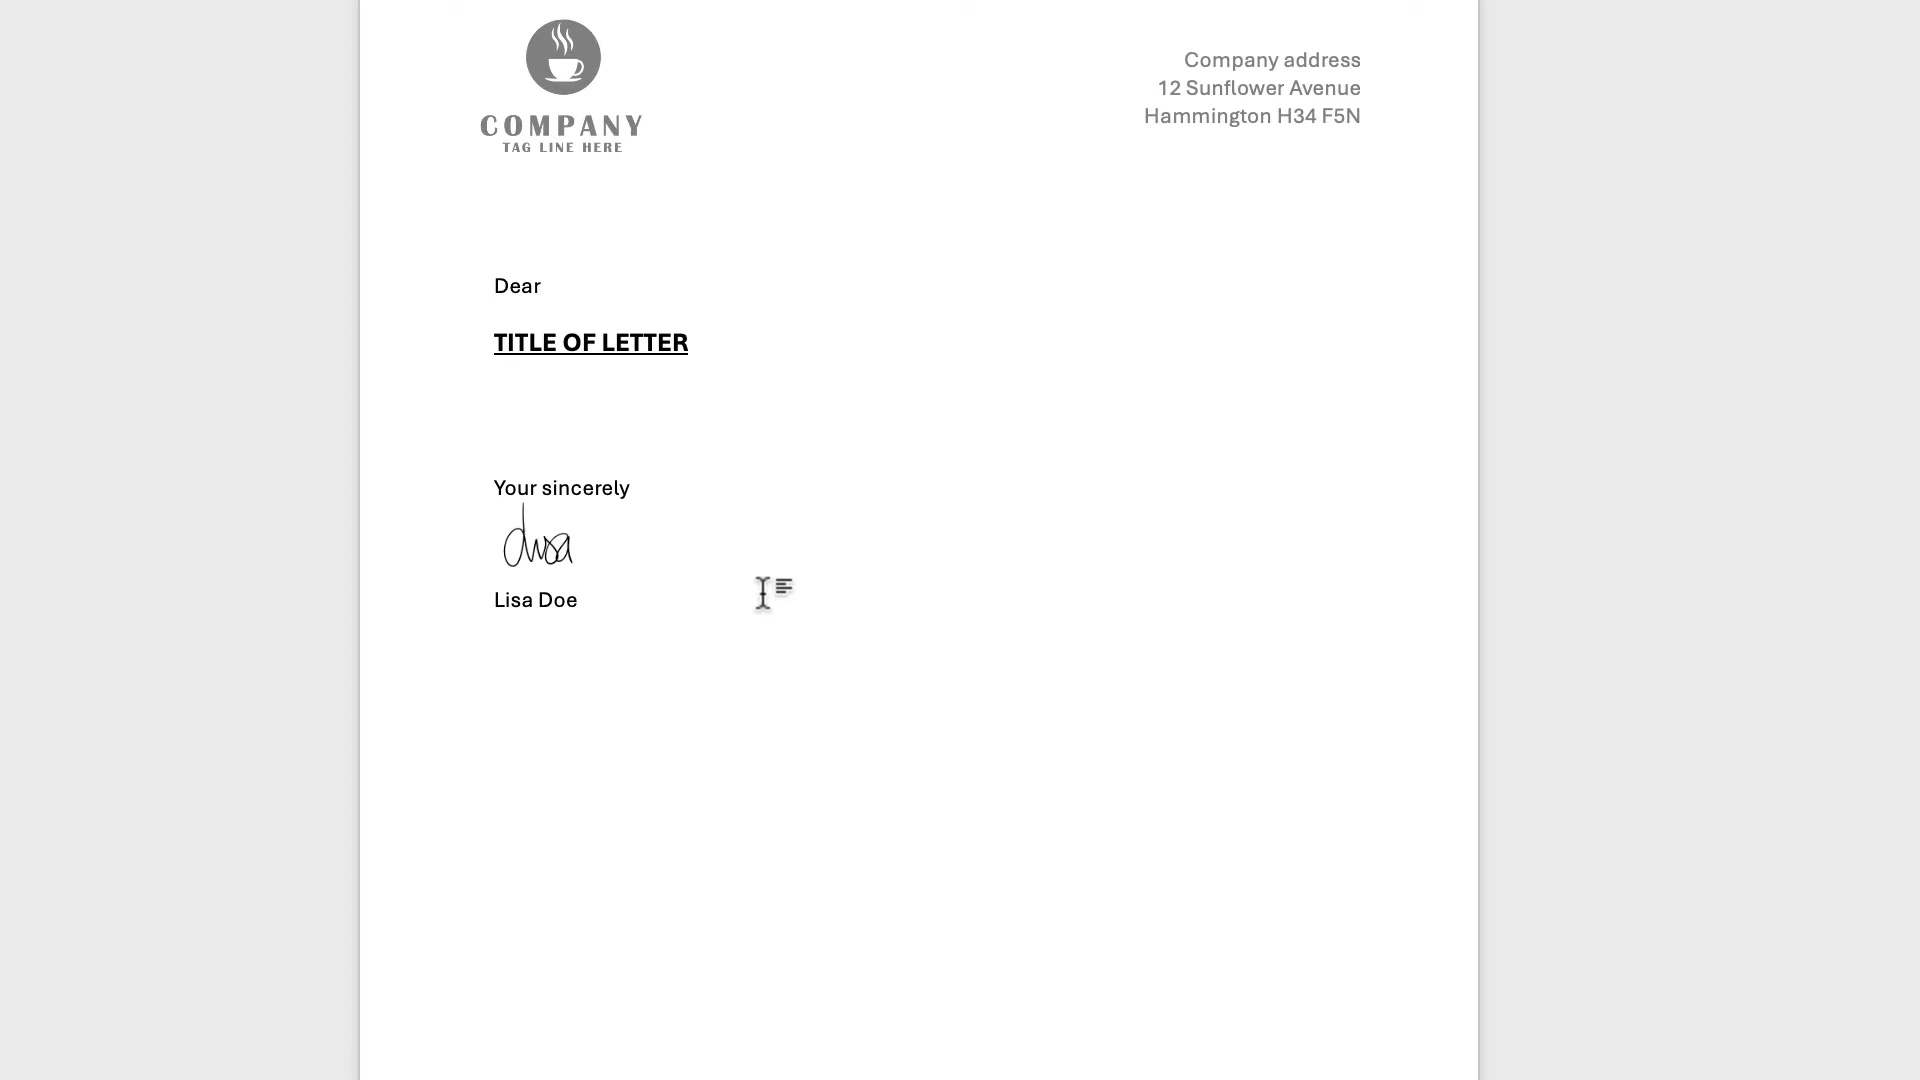 COMPANY
TAG LINE HERE
Company address
12 Sunflower Avenue
Hammington H34 F5N
Dear
TITLE OF LETTER
Your sincerely
Lisa
Lisa Doe